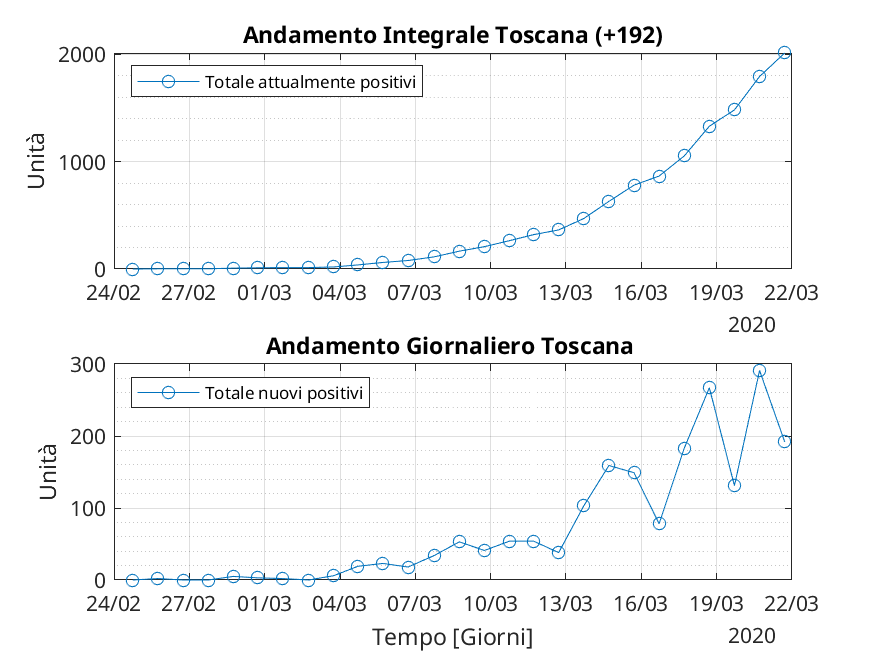 Andamento Integrale Toscana (+192)
2000
Totale attualmente positivi
1000
Unità
0
24/02 27/02 01/03 04/03 07/03 10/03 13/03 16/03 19/03 22/03
2020
Andamento Giornaliero Toscana
300
Totale nuovi positivi
200
Unità
100
0
24/02 27/02 01/03 04/03 07/03 10/03 13/03 16/03 19/03 22/03
Tempo [Giorni]
2020